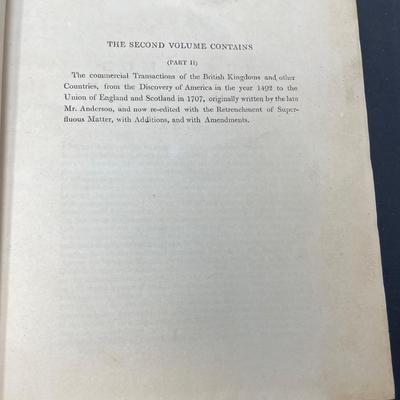 THE SECOND VOLUME CONTAINS
(PART II)
The commercial Transactions of the British Kingdoms and other
Countries, from the Discovery of America in the year 1492 to the
Union of England and Scotland in 1707, originally written by the late
Mr. Anderson, and now re-edited with the Retrenchment of Super-
fluous Matter, with Additions, and with Amendments.